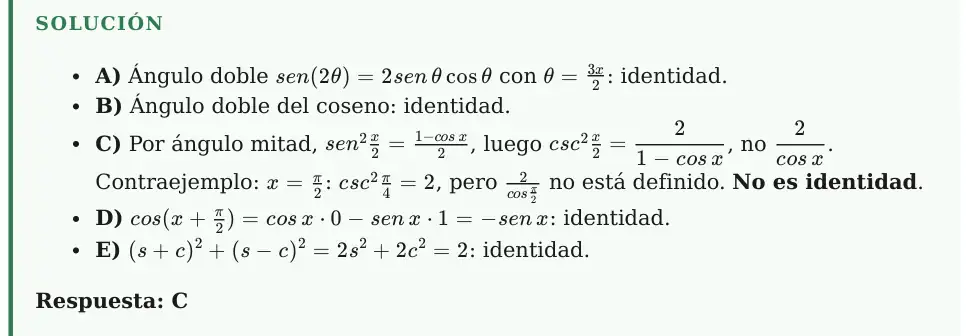 SOLUCIÓN
• A) Ángulo doble sen(2θ) = 2sen θ cos θ con θ = 3x/2: identidad.
• B) Ángulo doble del coseno: identidad.
• C) Por ángulo mitad, sen² x/2 = (1−cos x)/2, luego csc² x/2 = 2/(1 − cos x), no 2/cos x.
Contraejemplo: x = π/2: csc² π/4 = 2, pero 2/cos π/2 no está definido. No es identidad.
• D) cos(x + π/2) = cos x · 0 − sen x · 1 = −sen x: identidad.
• E) (s + c)² + (s − c)² = 2s² + 2c² = 2: identidad.
Respuesta: C